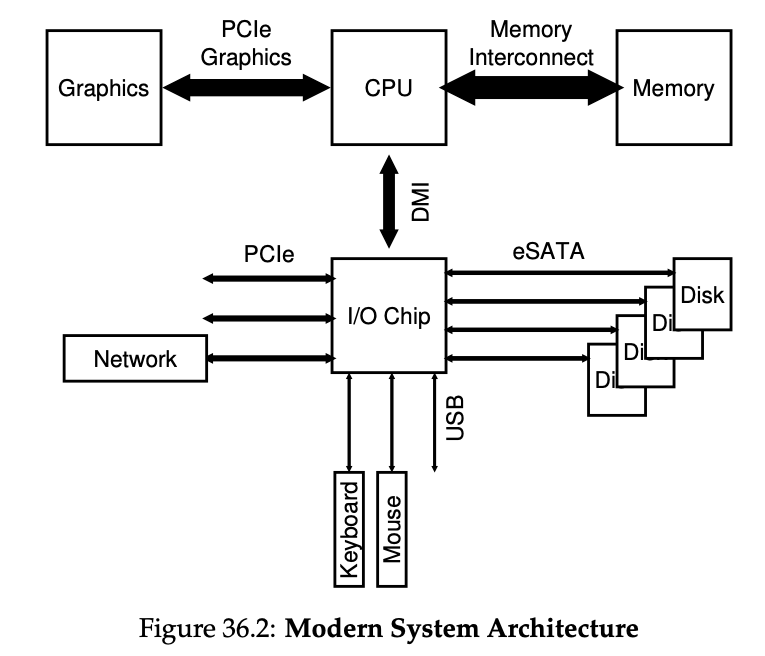 PCIe
Graphics
Memory
Interconnect
Graphics
CPU
Memory
DMI
PCIe
eSATA
I/O Chip
Disk
Di
Di
Di
Network
USB
Keyboard
Mouse
Figure 36.2: Modern System Architecture